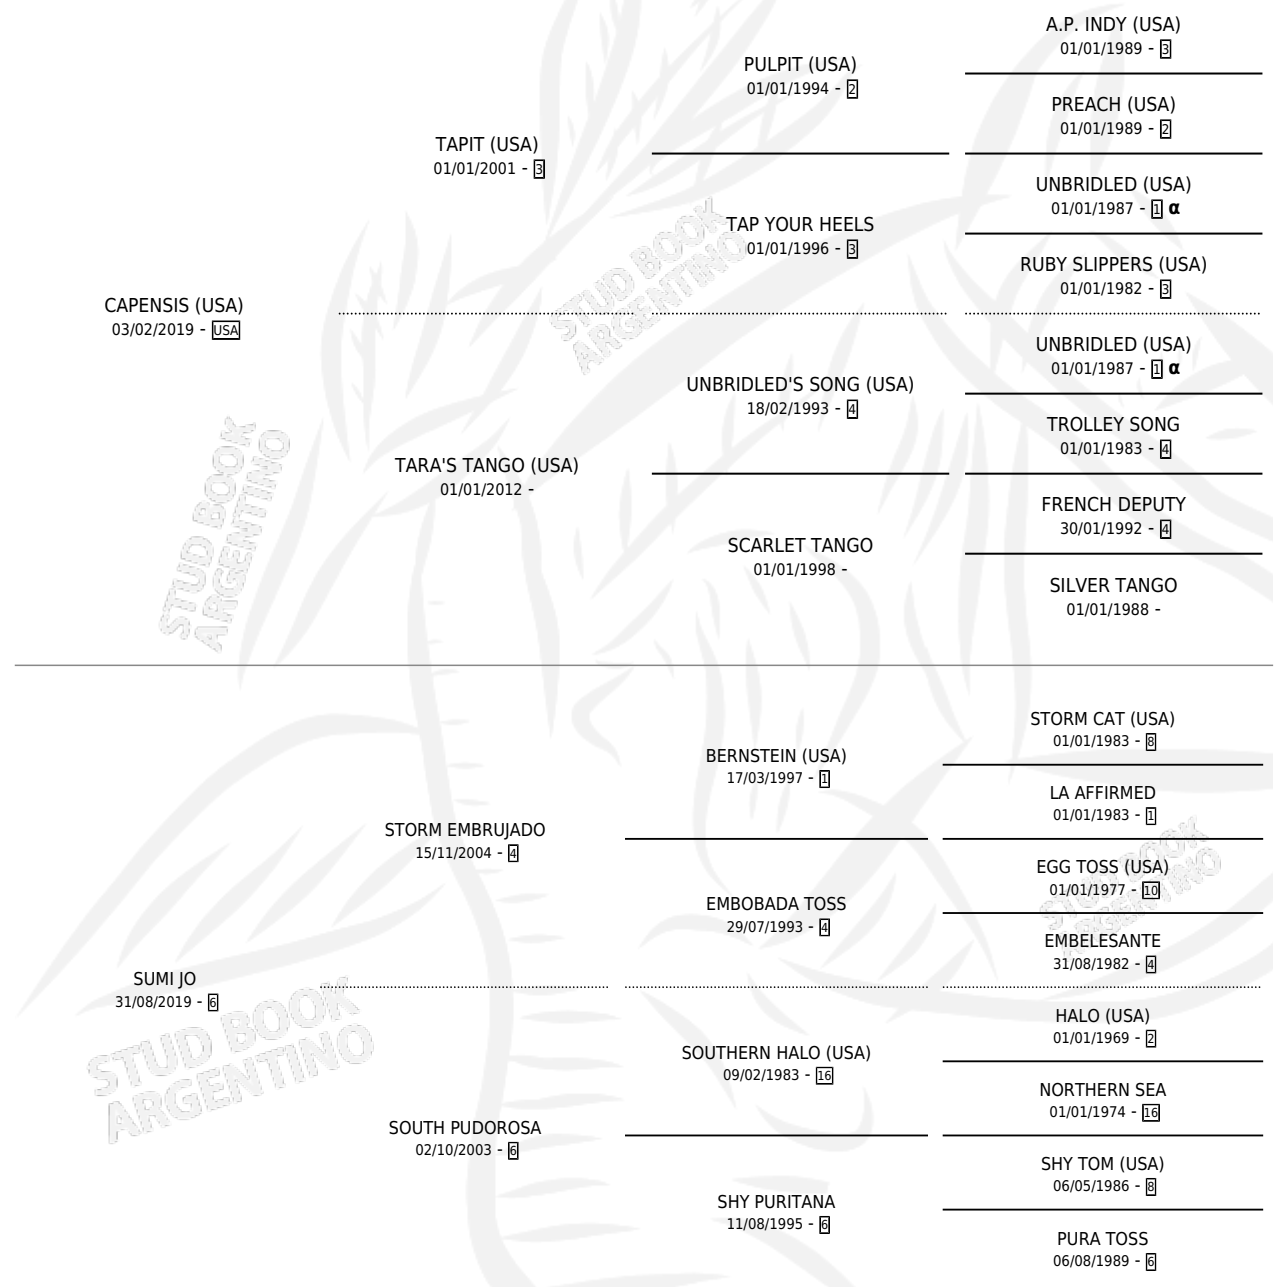 A.P. INDY (USA)
01/01/1989 - 3
PULPIT (USA)
01/01/1994 - 2
PREACH (USA)
01/01/1989 - 2
TAPIT (USA)
01/01/2001 - 3
UNBRIDLED (USA)
01/01/1987 - 1 α
TAP YOUR HEELS
01/01/1996 - 3
RUBY SLIPPERS (USA)
01/01/1982 - 3
CAPENSIS (USA)
03/02/2019 - USA
UNBRIDLED (USA)
01/01/1987 - 1 α
UNBRIDLED'S SONG (USA)
18/02/1993 - 4
TROLLEY SONG
01/01/1983 - 4
TARA'S TANGO (USA)
01/01/2012 -
FRENCH DEPUTY
30/01/1992 - 4
SCARLET TANGO
01/01/1998 -
SILVER TANGO
01/01/1988 -
STORM CAT (USA)
01/01/1983 - 8
BERNSTEIN (USA)
17/03/1997 - 1
LA AFFIRMED
01/01/1983 - 1
STORM EMBRUJADO
15/11/2004 - 4
EGG TOSS (USA)
01/01/1977 - 10
EMBOBADA TOSS
29/07/1993 - 4
EMBELESANTE
31/08/1982 - 4
SUMI JO
31/08/2019 - 6
HALO (USA)
01/01/1969 - 2
SOUTHERN HALO (USA)
09/02/1983 - 16
NORTHERN SEA
01/01/1974 - 16
SOUTH PUDOROSA
02/10/2003 - 6
SHY TOM (USA)
06/05/1986 - 8
SHY PURITANA
11/08/1995 - 6
PURA TOSS
06/08/1989 - 6
STUD BOOK
ARGENTINO
STUD BOOK
ARGENTINO
STUD BOOK
ARGENTINO
STUD BOOK
ARGENTINO